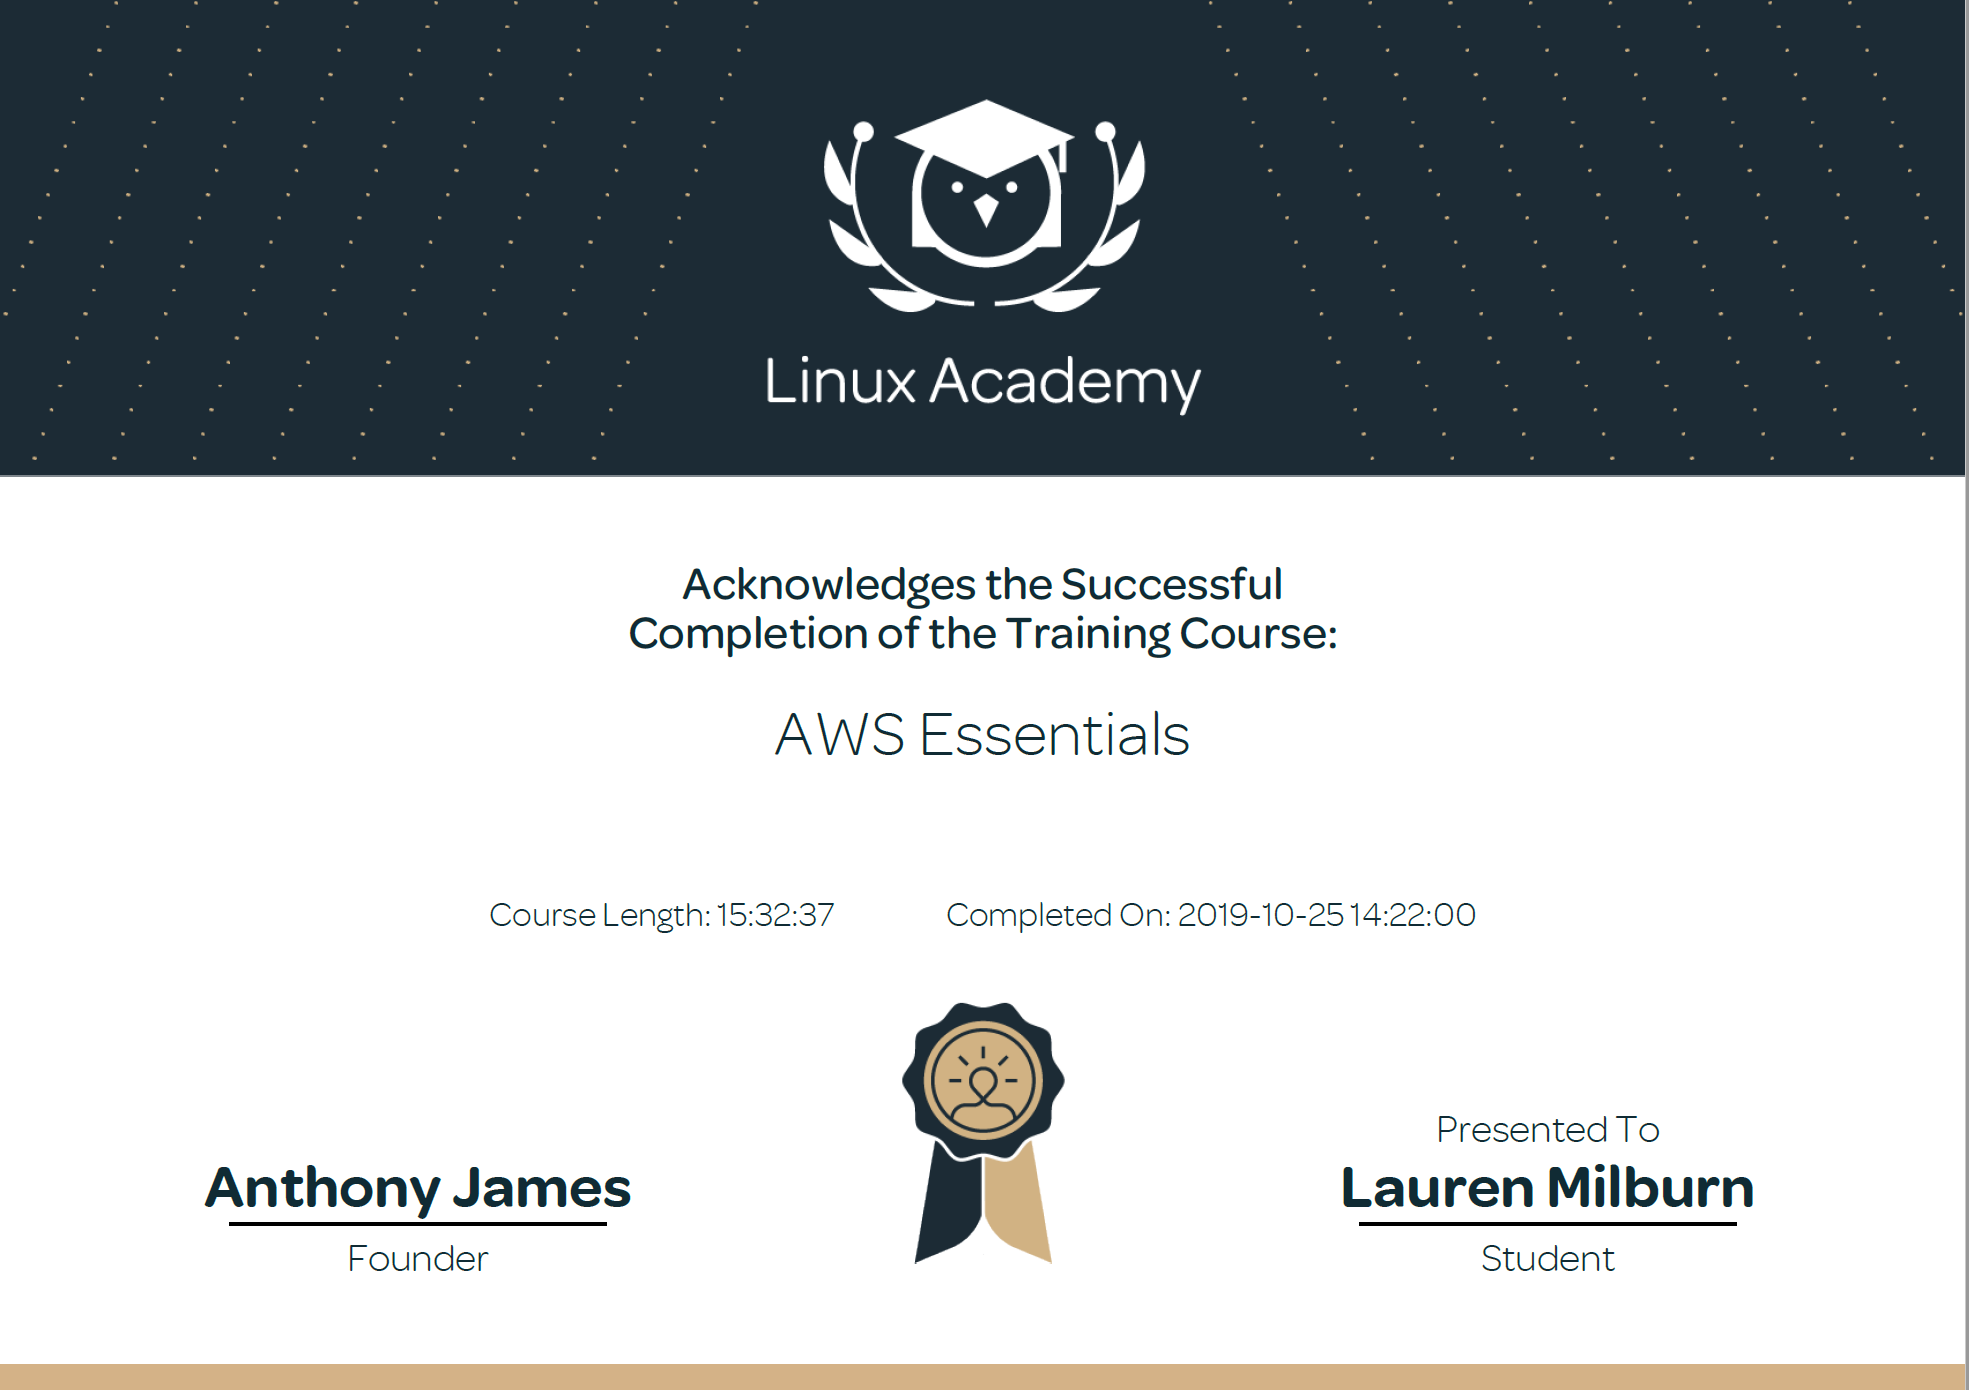 Linux Academy
Acknowledges the Successful
Completion of the Training Course:
AWS Essentials
Course Length: 15:32:37
Completed On: 2019-10-25 14:22:00
Anthony James
Founder
Presented To
Lauren Milburn
Student